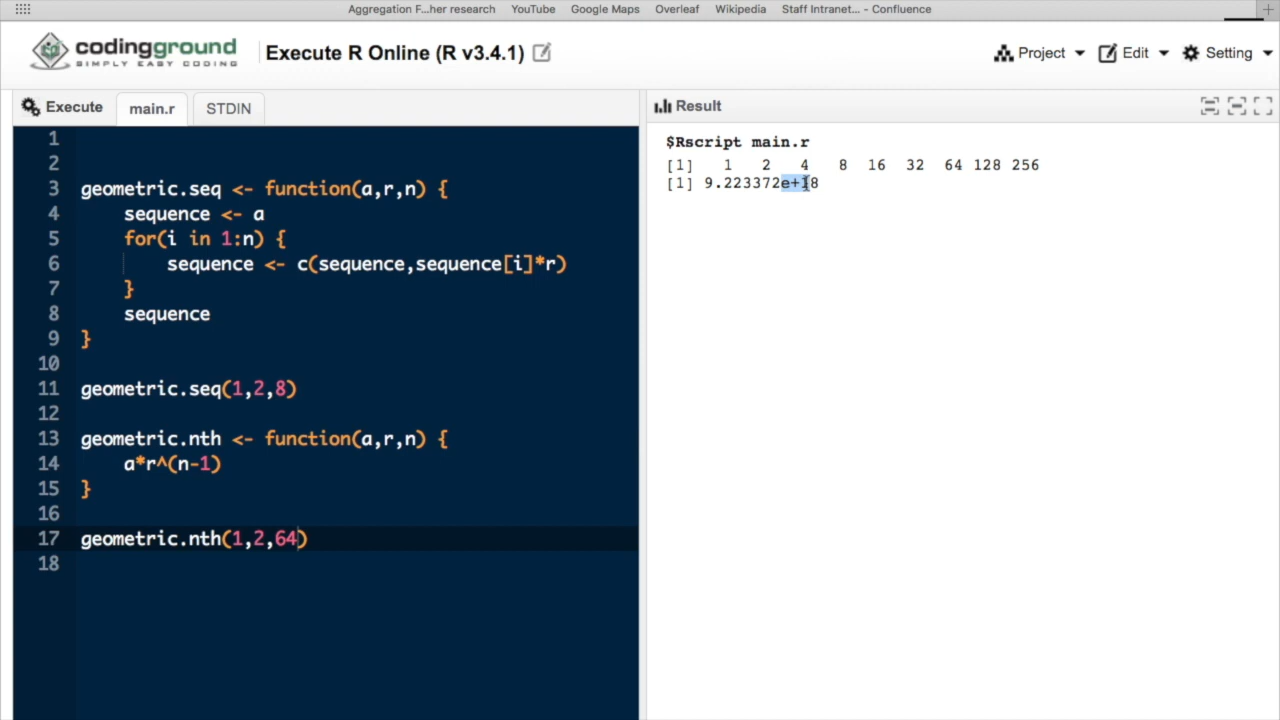 Aggregation F...her research YouTube Google Maps Overleaf Wikipedia Staff Intranet... - Confluence
codingground
SIMPLY EASY CODING
Execute R Online (R v3.4.1)
Project Edit Setting
Execute main.r STDIN
Result
1
2
3 geometric.seq <- function(a,r,n) {
4 sequence <- a
5 for(i in 1:n) {
6 sequence <- c(sequence,sequence[i]*r)
7 }
8 sequence
9 }
10
11 geometric.seq(1,2,8)
12
13 geometric.nth <- function(a,r,n) {
14 a*r^(n-1)
15 }
16
17 geometric.nth(1,2,64)
18
$Rscript main.r
[1] 1 2 4 8 16 32 64 128 256
[1] 9.223372e+18